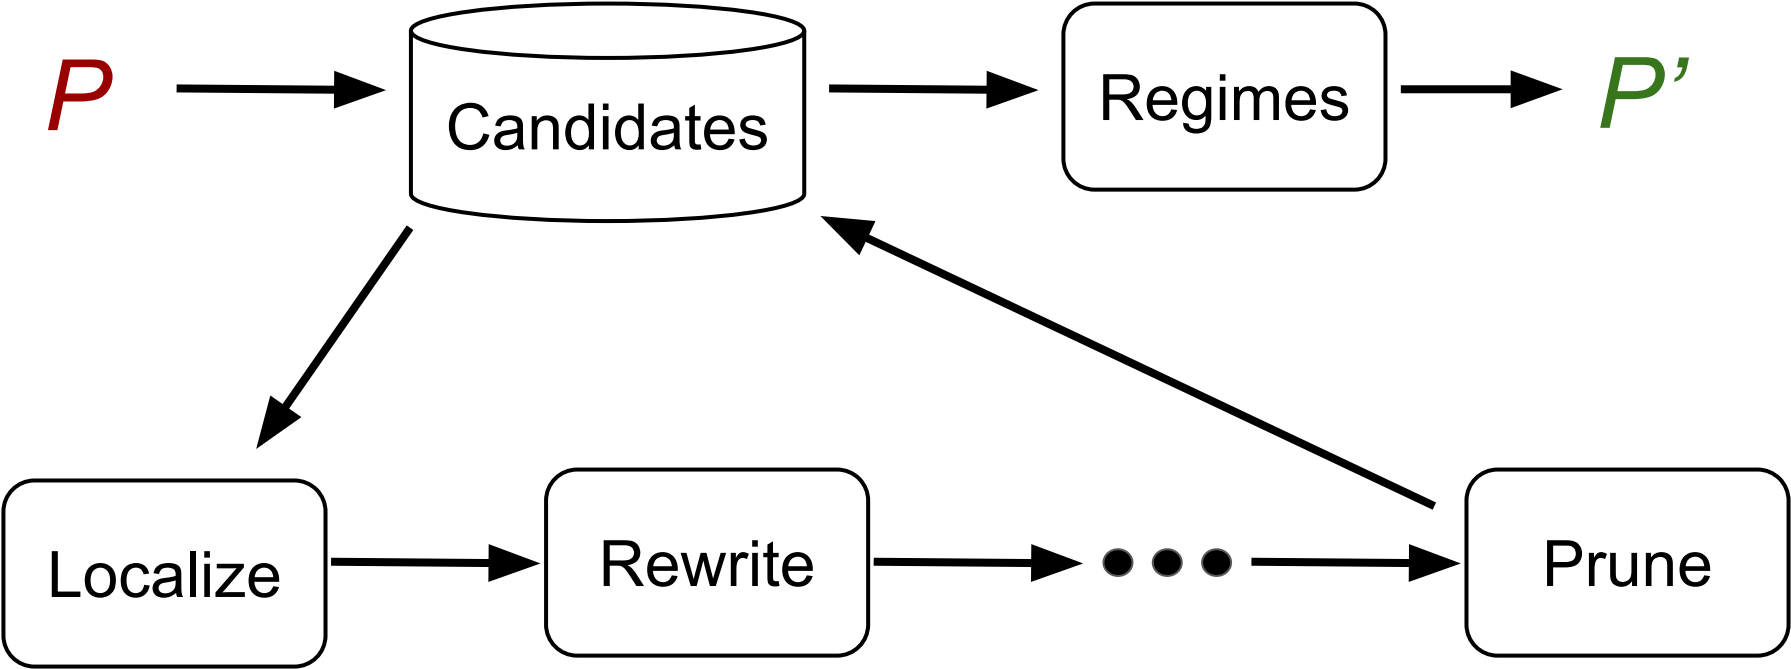 P
Candidates
Regimes
P’
Localize
Rewrite
Prune